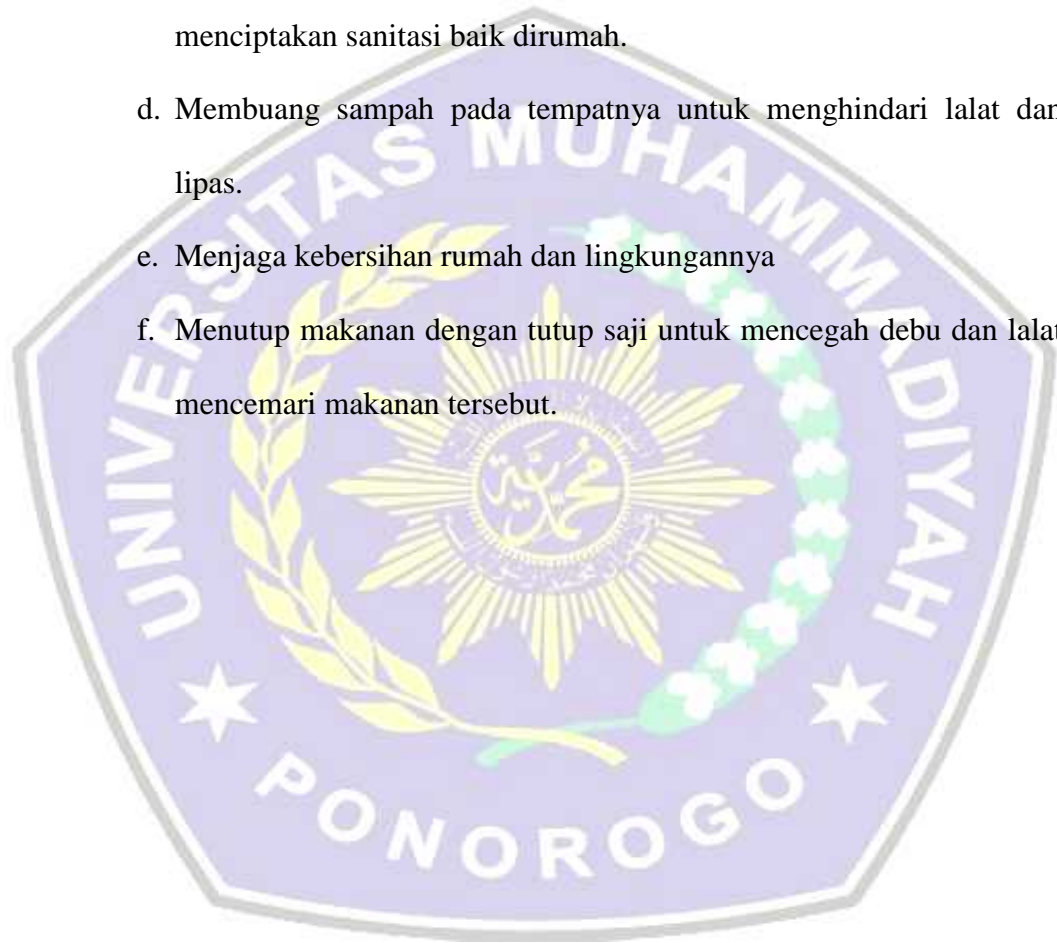 menciptakan sanitasi baik dirumah.
d. Membuang sampah pada tempatnya untuk menghindari lalat dan
lipas.
e. Menjaga kebersihan rumah dan lingkungannya
f. Menutup makanan dengan tutup saji untuk mencegah debu dan lalat
mencemari makanan tersebut.
UNIVERSITAS MUHAMMADIYAH
PONOROGO